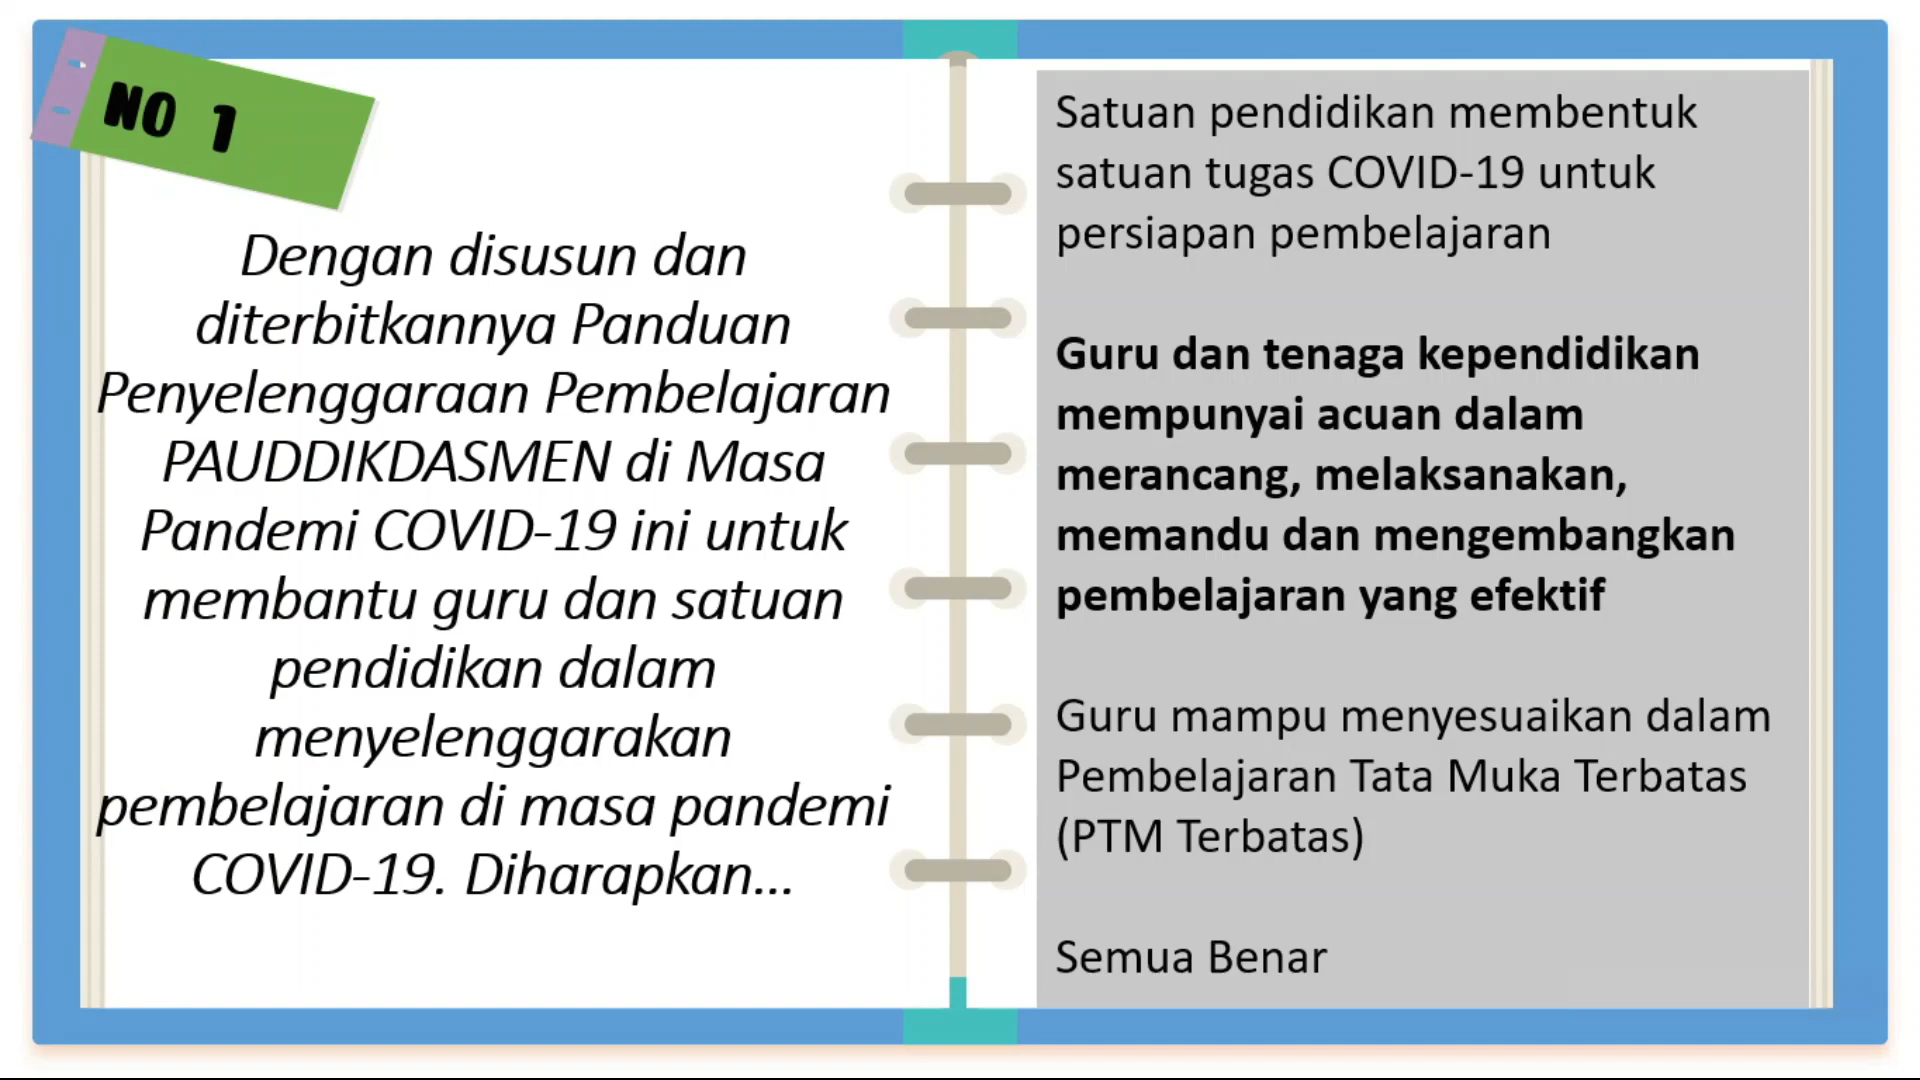 NO 1
Dengan disusun dan
diterbitkannya Panduan
Penyelenggaraan Pembelajaran
PAUDDIKDASMEN di Masa
Pandemi COVID-19 ini untuk
membantu guru dan satuan
pendidikan dalam
menyelenggarakan
pembelajaran di masa pandemi
COVID-19. Diharapkan...
Satuan pendidikan membentuk
satuan tugas COVID-19 untuk
persiapan pembelajaran
Guru dan tenaga kependidikan
mempunyai acuan dalam
merancang, melaksanakan,
memandu dan mengembangkan
pembelajaran yang efektif
Guru mampu menyesuaikan dalam
Pembelajaran Tata Muka Terbatas
(PTM Terbatas)
Semua Benar